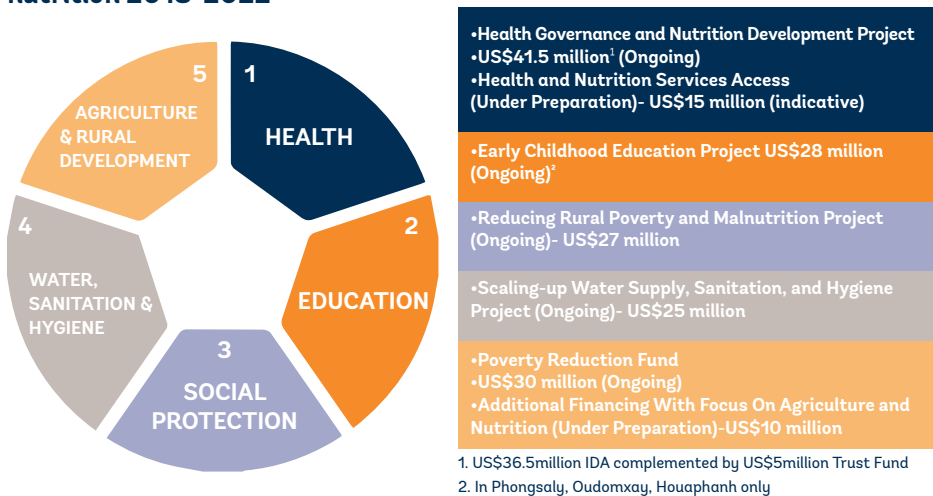 5
1
AGRICULTURE
& RURAL
DEVELOPMENT
HEALTH
4
2
WATER,
SANITATION &
HYGIENE
EDUCATION
3
SOCIAL
PROTECTION
•Health Governance and Nutrition Development Project
•US$41.5 million¹ (Ongoing)
•Health and Nutrition Services Access
(Under Preparation)- US$15 million (indicative)
•Early Childhood Education Project US$28 million
(Ongoing)²
•Reducing Rural Poverty and Malnutrition Project
(Ongoing)- US$27 million
•Scaling-up Water Supply, Sanitation, and Hygiene
Project (Ongoing)- US$25 million
•Poverty Reduction Fund
•US$30 million (Ongoing)
•Additional Financing With Focus On Agriculture and
Nutrition (Under Preparation)-US$10 million
1. US$36.5million IDA complemented by US$5million Trust Fund
2. In Phongsaly, Oudomxay, Houaphanh only